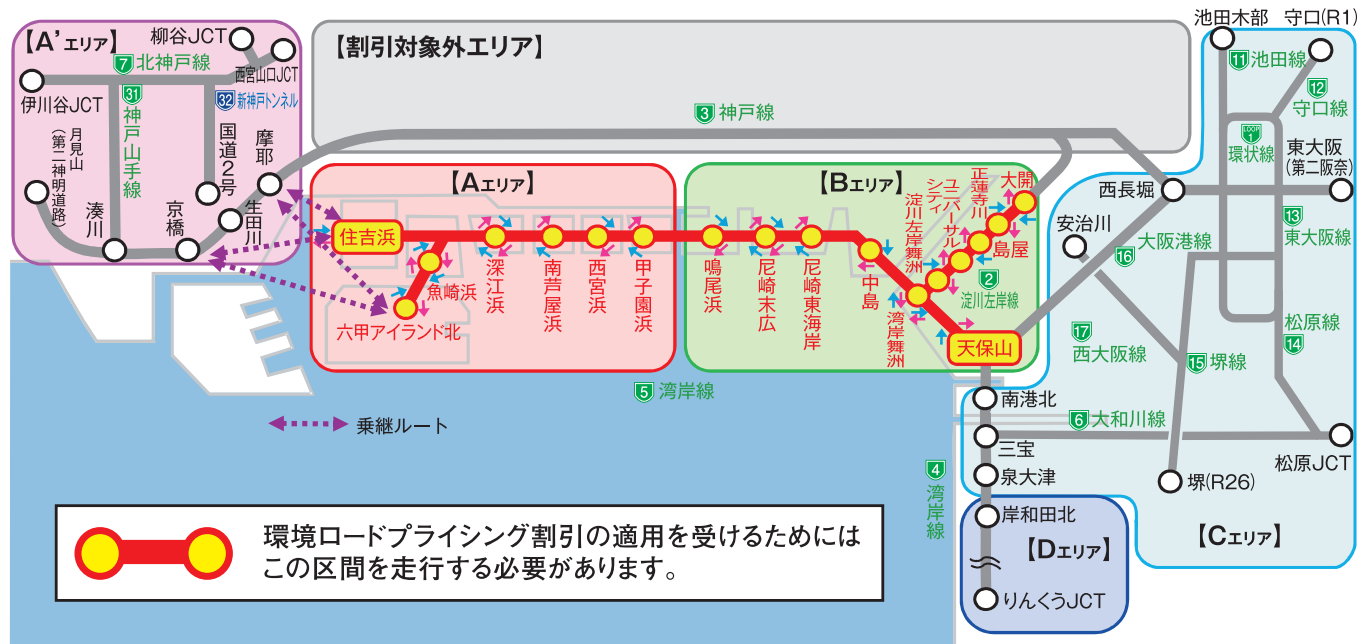 【A'エリア】
柳谷JCT
7 北神戸線
西宮山口JCT
伊川谷JCT
31 神戸山手線
32 新神戸トンネル
月見山
(第二神明道路)
国道2号
摩耶
湊川
京橋
生田川
【割引対象外エリア】
3 神戸線
【Aエリア】
住吉浜
魚崎浜
六甲アイランド北
深江浜
南芦屋浜
西宮浜
甲子園浜
【Bエリア】
鳴尾浜
尼崎末広
尼崎東海岸
中島
湾岸舞洲
淀川左岸舞洲
ユニバーサル
シティ
正蓮寺川
大開
島屋
2
淀川左岸線
天保山
5 湾岸線
乗継ルート
池田木部
守口(R1)
11 池田線
12
守口線
LOOP
1
環状線
東大阪
(第二阪奈)
西長堀
安治川
13
東大阪線
16 大阪港線
17
西大阪線
松原線
14
15 堺線
南港北
6 大和川線
三宝
松原JCT
泉大津
堺(R26)
4
湾岸線
【Cエリア】
岸和田北
【Dエリア】
りんくうJCT
環境ロードプライシング割引の適用を受けるためには
この区間を走行する必要があります。